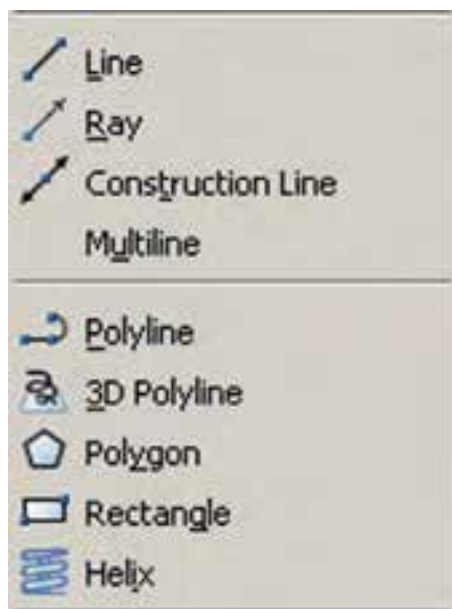 Line
Ray
Construction Line
Multiline
Polyline
3D Polyline
Polygon
Rectangle
Helix